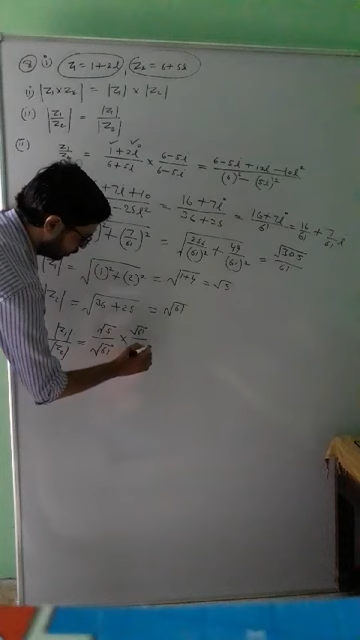 8 (i) z₁ = 1+2i, z₂ = 6+5i
i) |z₁ × z₂| = |z₁| × |z₂|
(ii) |z₁/z₂| = |z₁|/|z₂|
z₁/z₂ = (1+2i)/(6+5i) × (6-5i)/(6-5i) = (6-5i+12i-10i²)/((6)²-(5i)²)
+7i+10/-25i² = (16+7i)/(36+25) = (16+7i)/61 = 16/61 + 7/61 i
)² + (7/61)² = √(256/(61)² + 49/(61)²) = √305/61
|z₁| = √((1)²+(2)²) = √(1+4) = √5
|z₂| = √(36+25) = √61
|z₁|/|z₂| = √5/√61 × √61